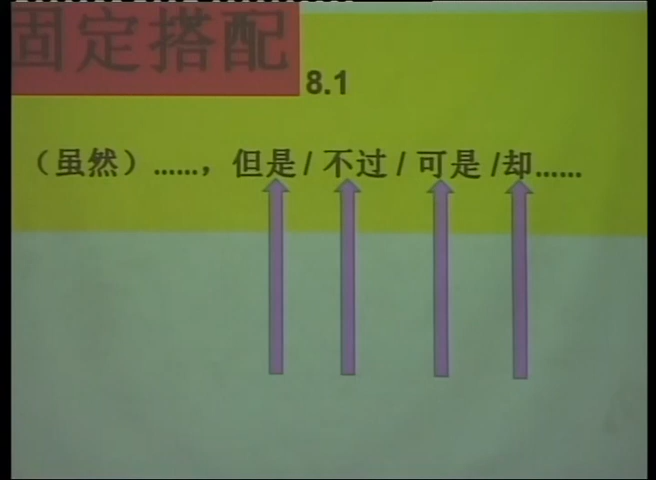 固定搭配
8.1
（虽然）……，但是 / 不过 / 可是 /却……